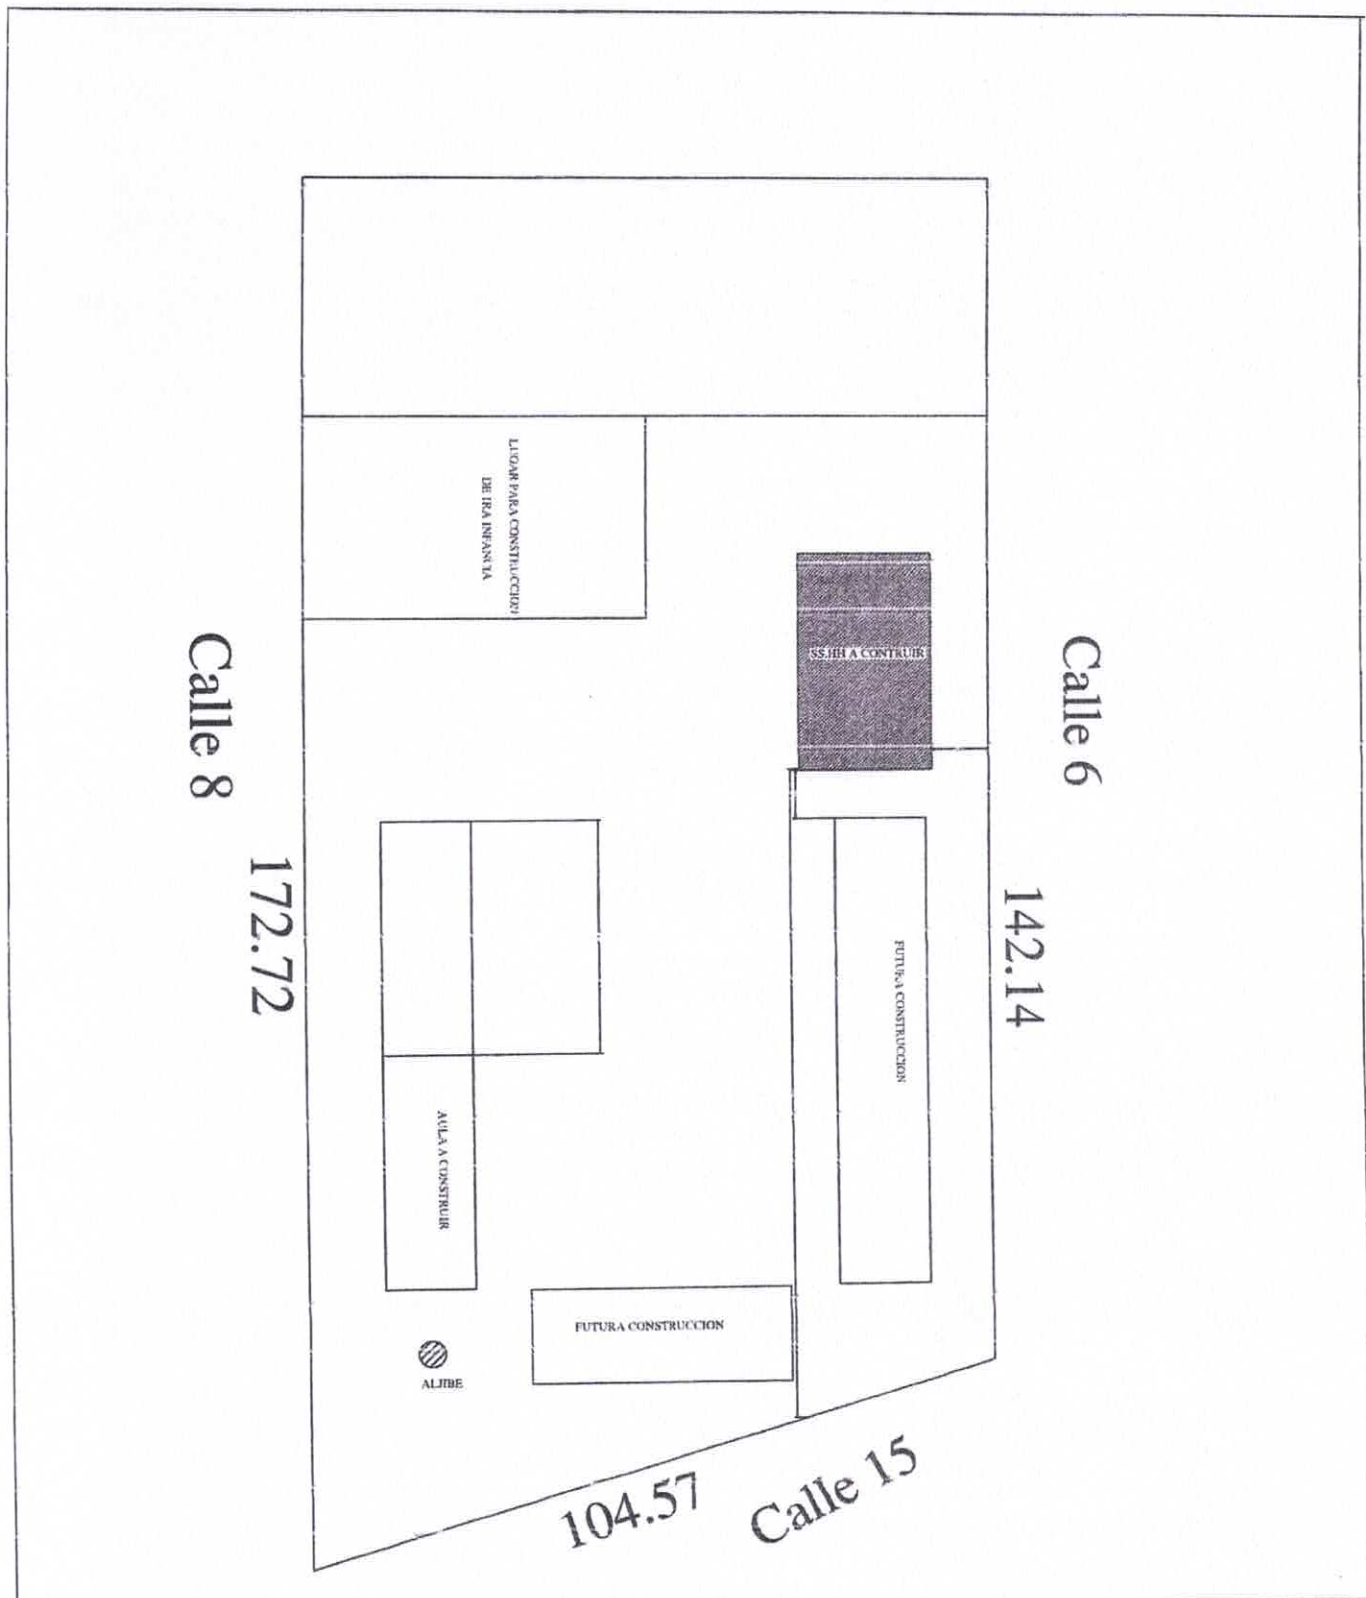 LUGAR PARA CONSTRUCCION
DE IRA INFANCIA
SS.HH A CONTRUIR
Calle 6
Calle 8
172.72
142.14
FUTURA CONSTRUCCION
AULA A CONSTRUIR
FUTURA CONSTRUCCION
ALJIBE
104.57
Calle 15